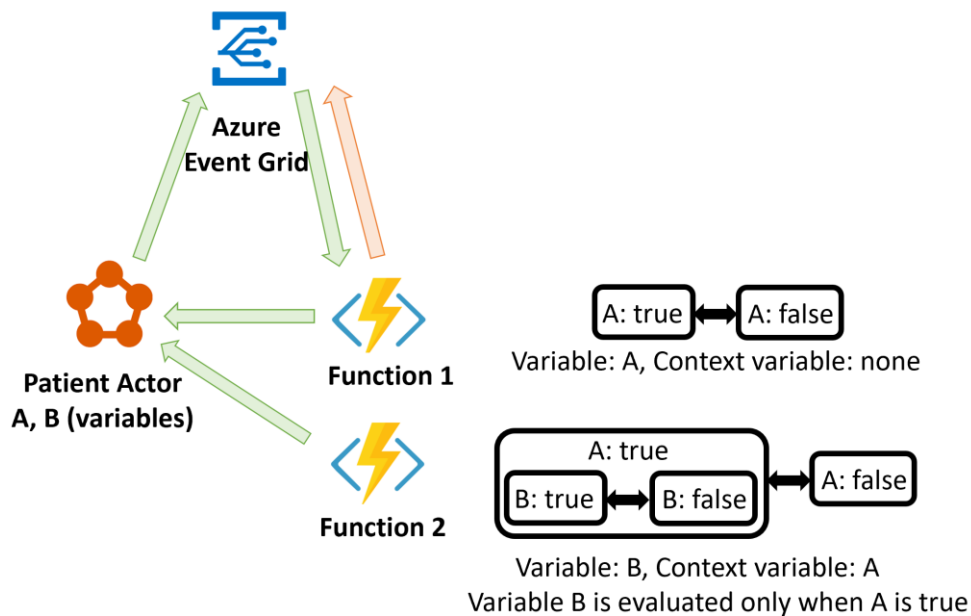 Azure
Event Grid
Patient Actor
A, B (variables)
Function 1
Function 2
A: true
A: false
Variable: A, Context variable: none
A: true
B: true
B: false
A: false
Variable: B, Context variable: A
Variable B is evaluated only when A is true